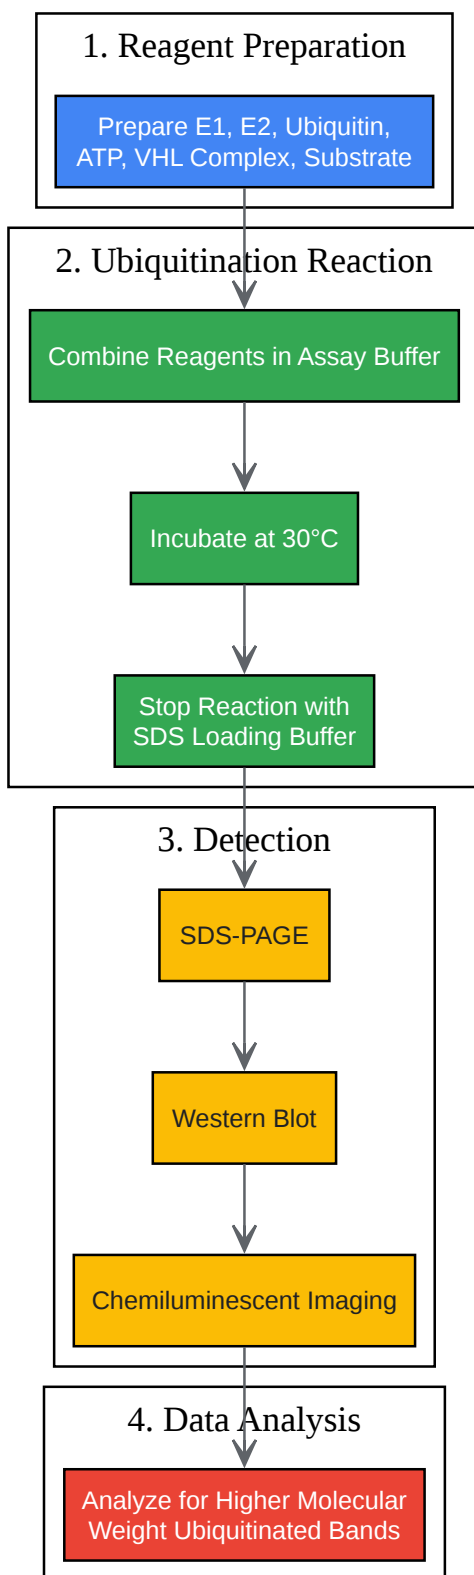 1. Reagent Preparation
Prepare E1, E2, Ubiquitin,
ATP, VHL Complex, Substrate
2. Ubiquitination Reaction
Combine Reagents in Assay Buffer
Incubate at 30°C
Stop Reaction with
SDS Loading Buffer
3. Detection
SDS-PAGE
Western Blot
Chemiluminescent Imaging
4. Data Analysis
Analyze for Higher Molecular
Weight Ubiquitinated Bands